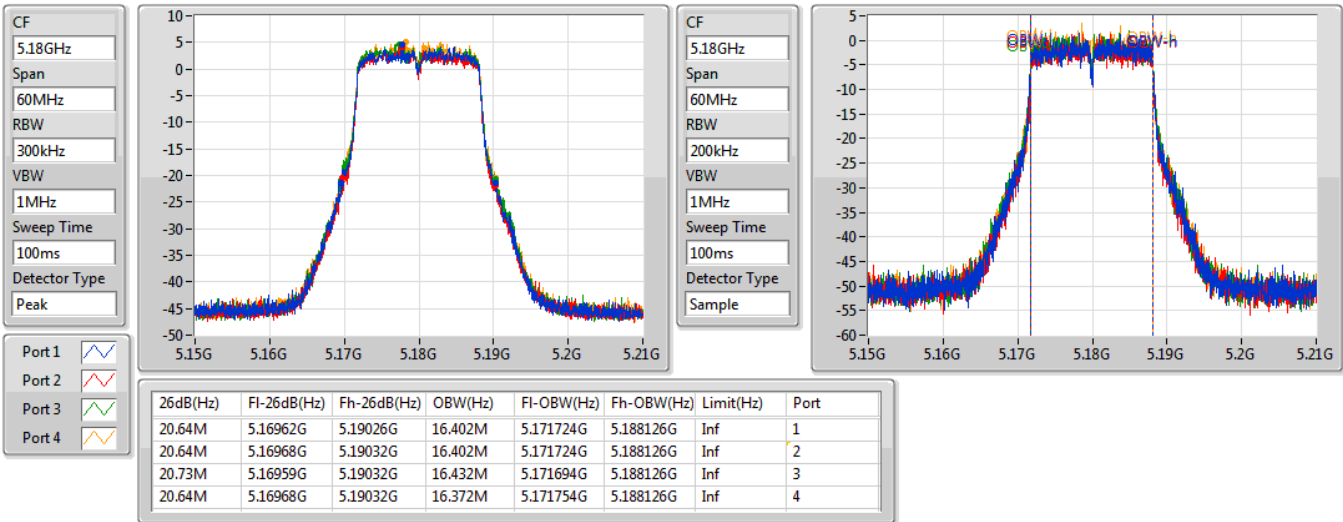 CF
5.18GHz
Span
60MHz
RBW
300kHz
VBW
1MHz
Sweep Time
100ms
Detector Type
Peak
10
5
0
-5
-10
-15
-20
-25
-30
-35
-40
-45
-50
5.15G 5.16G 5.17G 5.18G 5.19G 5.2G 5.21G
CF
5.18GHz
Span
60MHz
RBW
200kHz
VBW
1MHz
Sweep Time
100ms
Detector Type
Sample
5
0
-5
-10
-15
-20
-25
-30
-35
-40
-45
-50
-55
-60
5.15G 5.16G 5.17G 5.18G 5.19G 5.2G 5.21G
Port 1
Port 2
Port 3
Port 4
26dB(Hz) Fl-26dB(Hz) Fh-26dB(Hz) OBW(Hz) Fl-OBW(Hz) Fh-OBW(Hz) Limit(Hz) Port
20.64M 5.16962G 5.19026G 16.402M 5.171724G 5.188126G Inf 1
20.64M 5.16968G 5.19032G 16.402M 5.171724G 5.188126G Inf 2
20.73M 5.16959G 5.19032G 16.432M 5.171694G 5.188126G Inf 3
20.64M 5.16968G 5.19032G 16.372M 5.171754G 5.188126G Inf 4